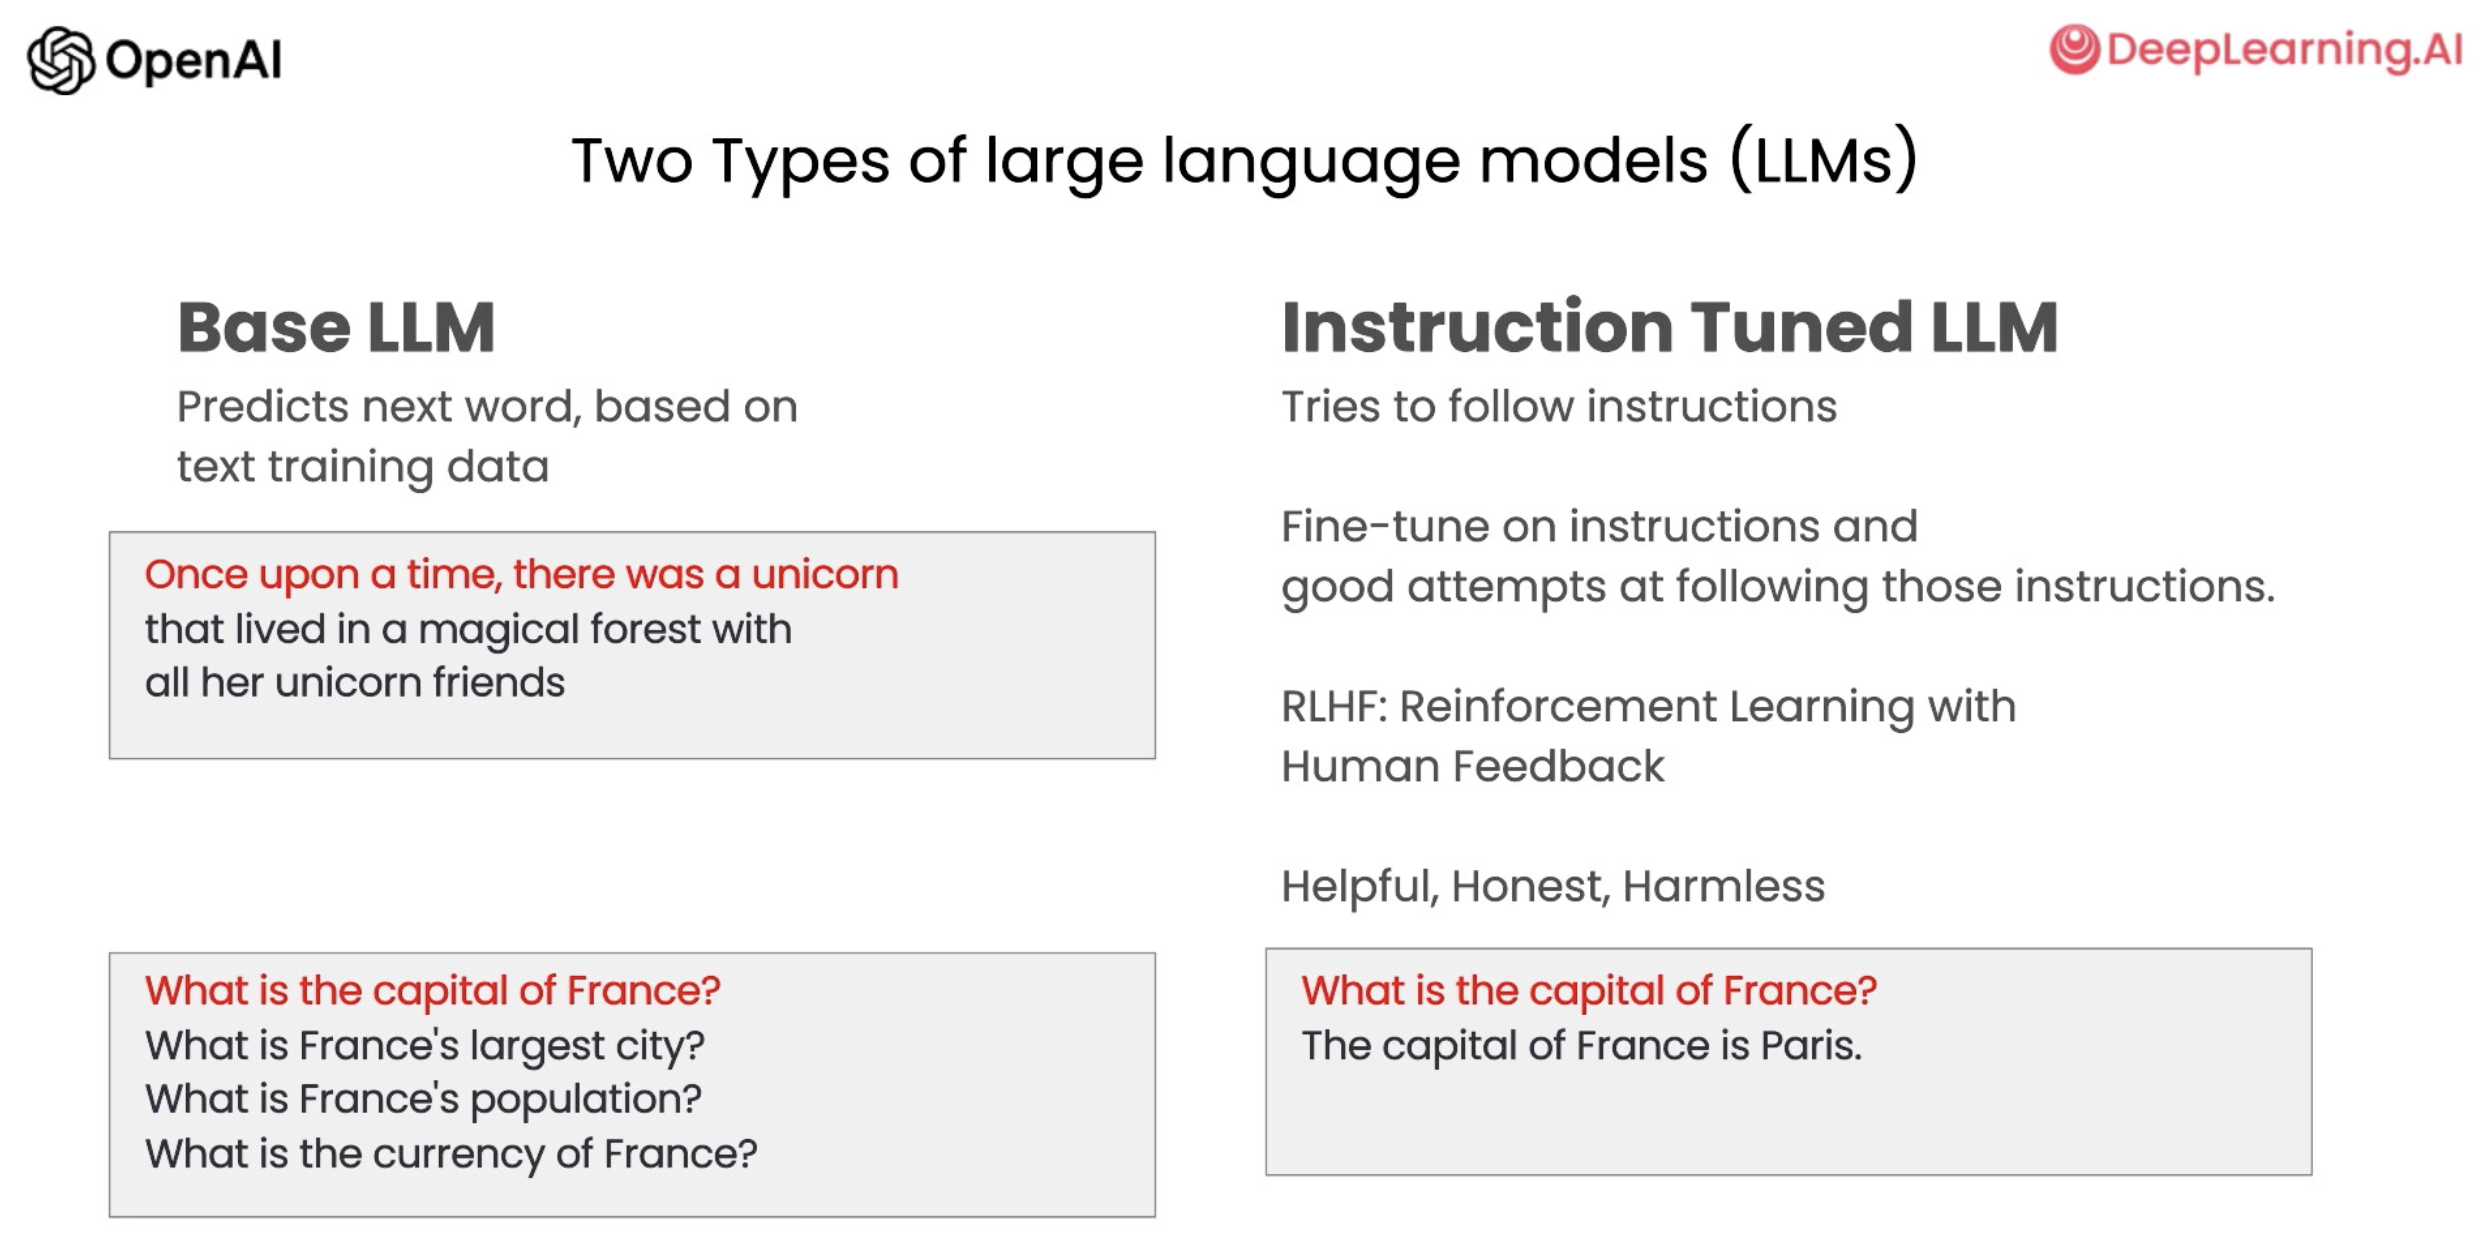 OpenAI
DeepLearning.AI
Two Types of large language models (LLMs)
Base LLM
Predicts next word, based on
text training data
Once upon a time, there was a unicorn
that lived in a magical forest with
all her unicorn friends
What is the capital of France?
What is France's largest city?
What is France's population?
What is the currency of France?
Instruction Tuned LLM
Tries to follow instructions
Fine-tune on instructions and
good attempts at following those instructions.
RLHF: Reinforcement Learning with
Human Feedback
Helpful, Honest, Harmless
What is the capital of France?
The capital of France is Paris.